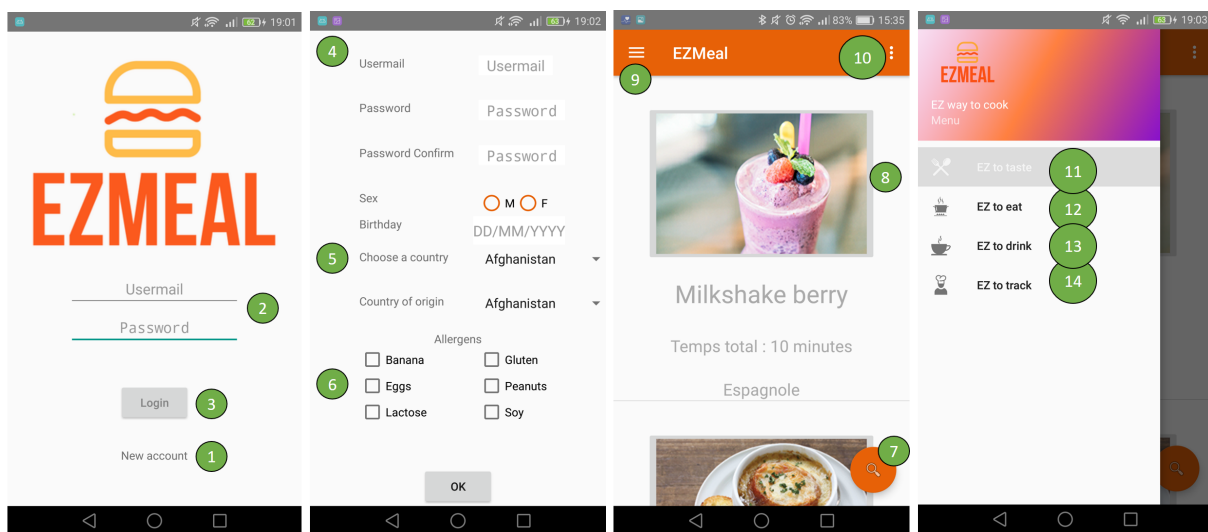 62 19:01
EZMEAL
Usermail
2
Password
Login
3
New account
1
63 19:02
4
Usermail
Usermail
Password
Password
Password Confirm
Password
Sex
M
F
Birthday
DD/MM/YYYY
5
Choose a country
Afghanistan
Country of origin
Afghanistan
Allergens
Banana
Gluten
6
Eggs
Peanuts
Lactose
Soy
OK
83% 15:35
EZMeal
10
9
8
Milkshake berry
Temps total : 10 minutes
Espagnole
7
63 19:03
EZMEAL
EZ way to cook
Menu
EZ to taste
11
EZ to eat
12
EZ to drink
13
EZ to track
14